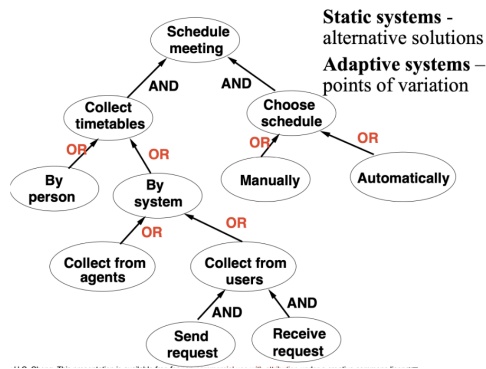 Static systems -
alternative solutions
Adaptive systems –
points of variation
Schedule
meeting
AND
AND
Collect
timetables
Choose
schedule
OR
OR
OR
OR
By
person
By
system
Manually
Automatically
OR
OR
Collect from
agents
Collect from
users
AND
AND
Send
request
Receive
request